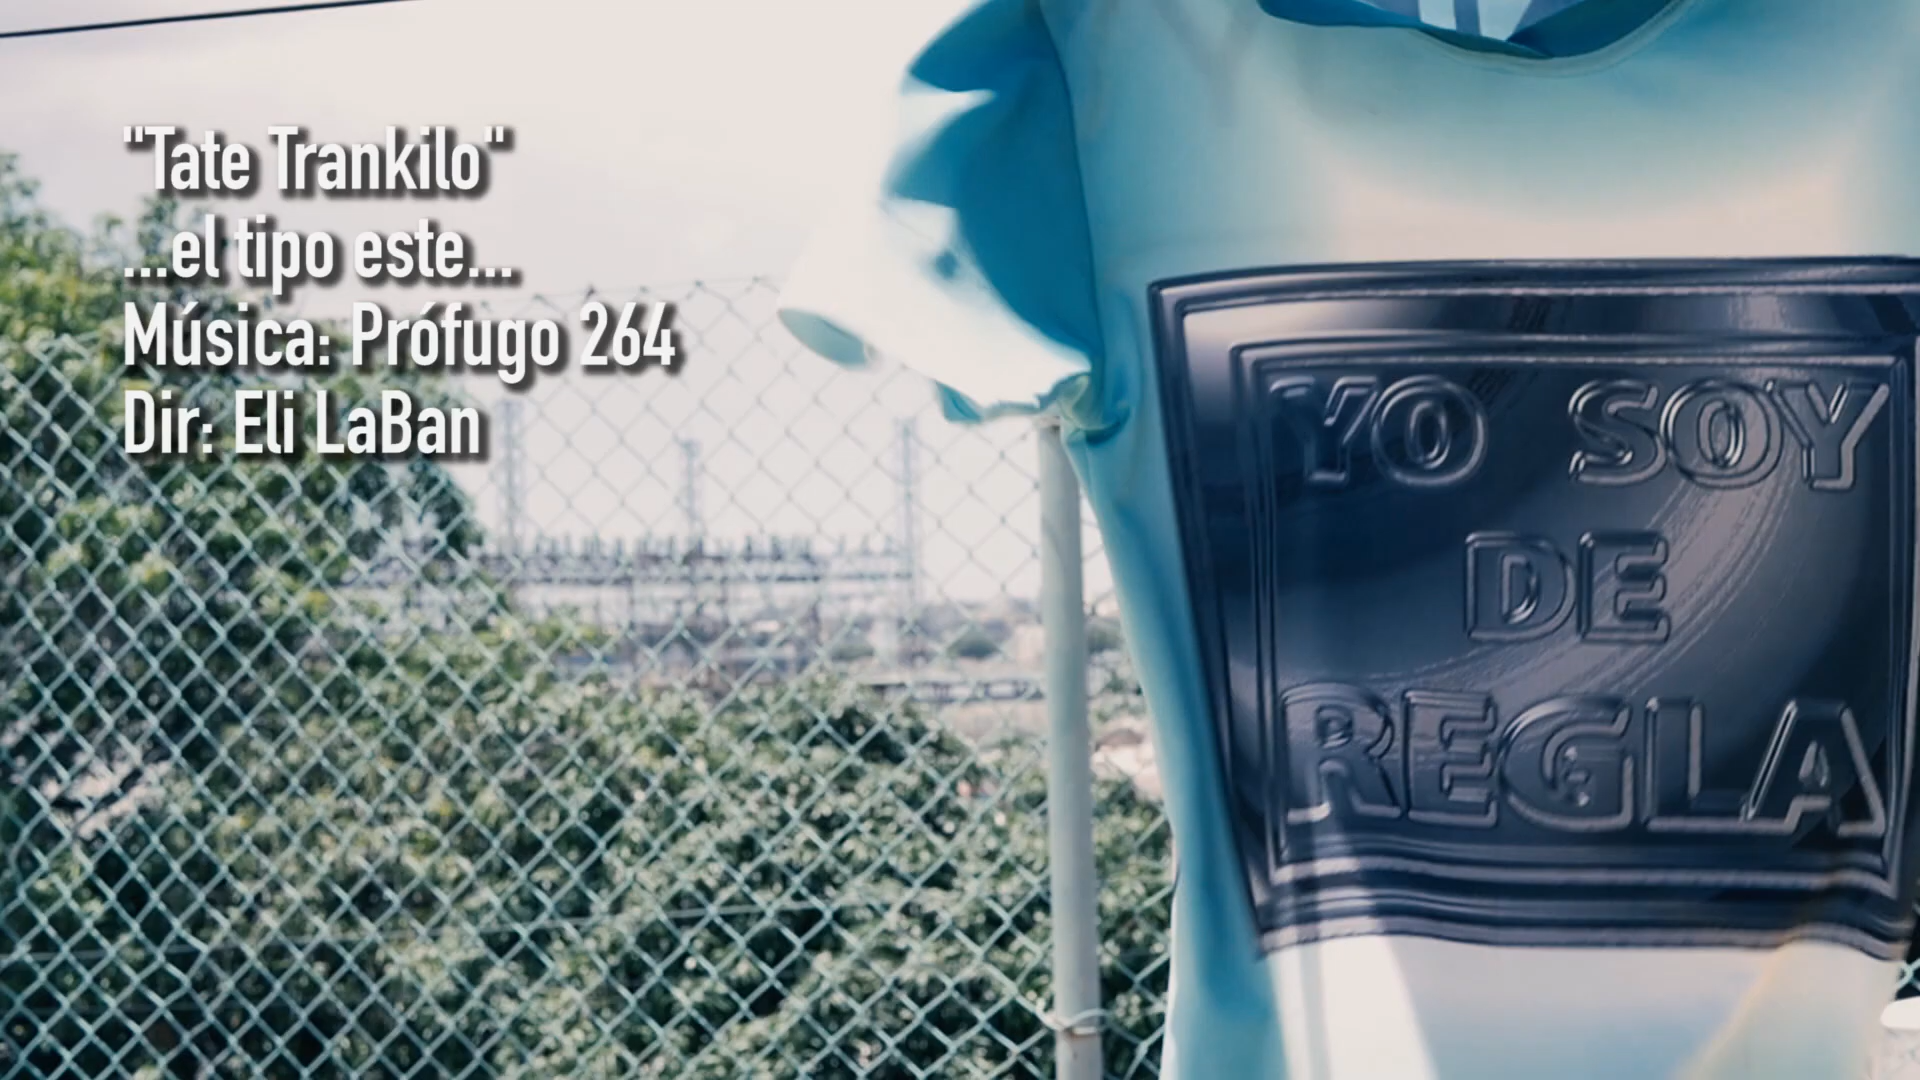 "Tate Trankilo"
...el tipo este...
Música: Prófugo 264
Dir: Eli LaBan
YO SOY
DE
REGLA